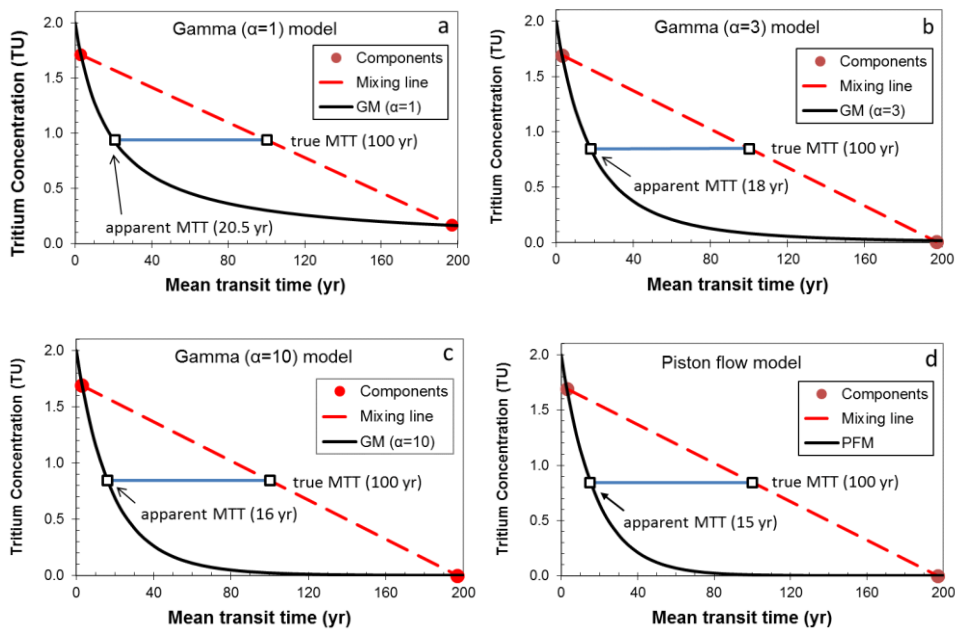 a
Gamma (α=1) model
Components
Mixing line
GM (α=1)
true MTT (100 yr)
apparent MTT (20.5 yr)
Tritium Concentration (TU)
2.0
1.5
1.0
0.5
0.0
0 40 80 120 160 200
Mean transit time (yr)
b
Gamma (α=3) model
Components
Mixing line
GM (α=3)
true MTT (100 yr)
apparent MTT (18 yr)
Tritium Concentration (TU)
2.0
1.5
1.0
0.5
0.0
0 40 80 120 160 200
Mean transit time (yr)
c
Gamma (α=10) model
Components
Mixing line
GM (α=10)
true MTT (100 yr)
apparent MTT (16 yr)
Tritium Concentration (TU)
2.0
1.5
1.0
0.5
0.0
0 40 80 120 160 200
Mean transit time (yr)
d
Piston flow model
Components
Mixing line
PFM
true MTT (100 yr)
apparent MTT (15 yr)
Tritium Concentration (TU)
2.0
1.5
1.0
0.5
0.0
0 40 80 120 160 200
Mean transit time (yr)